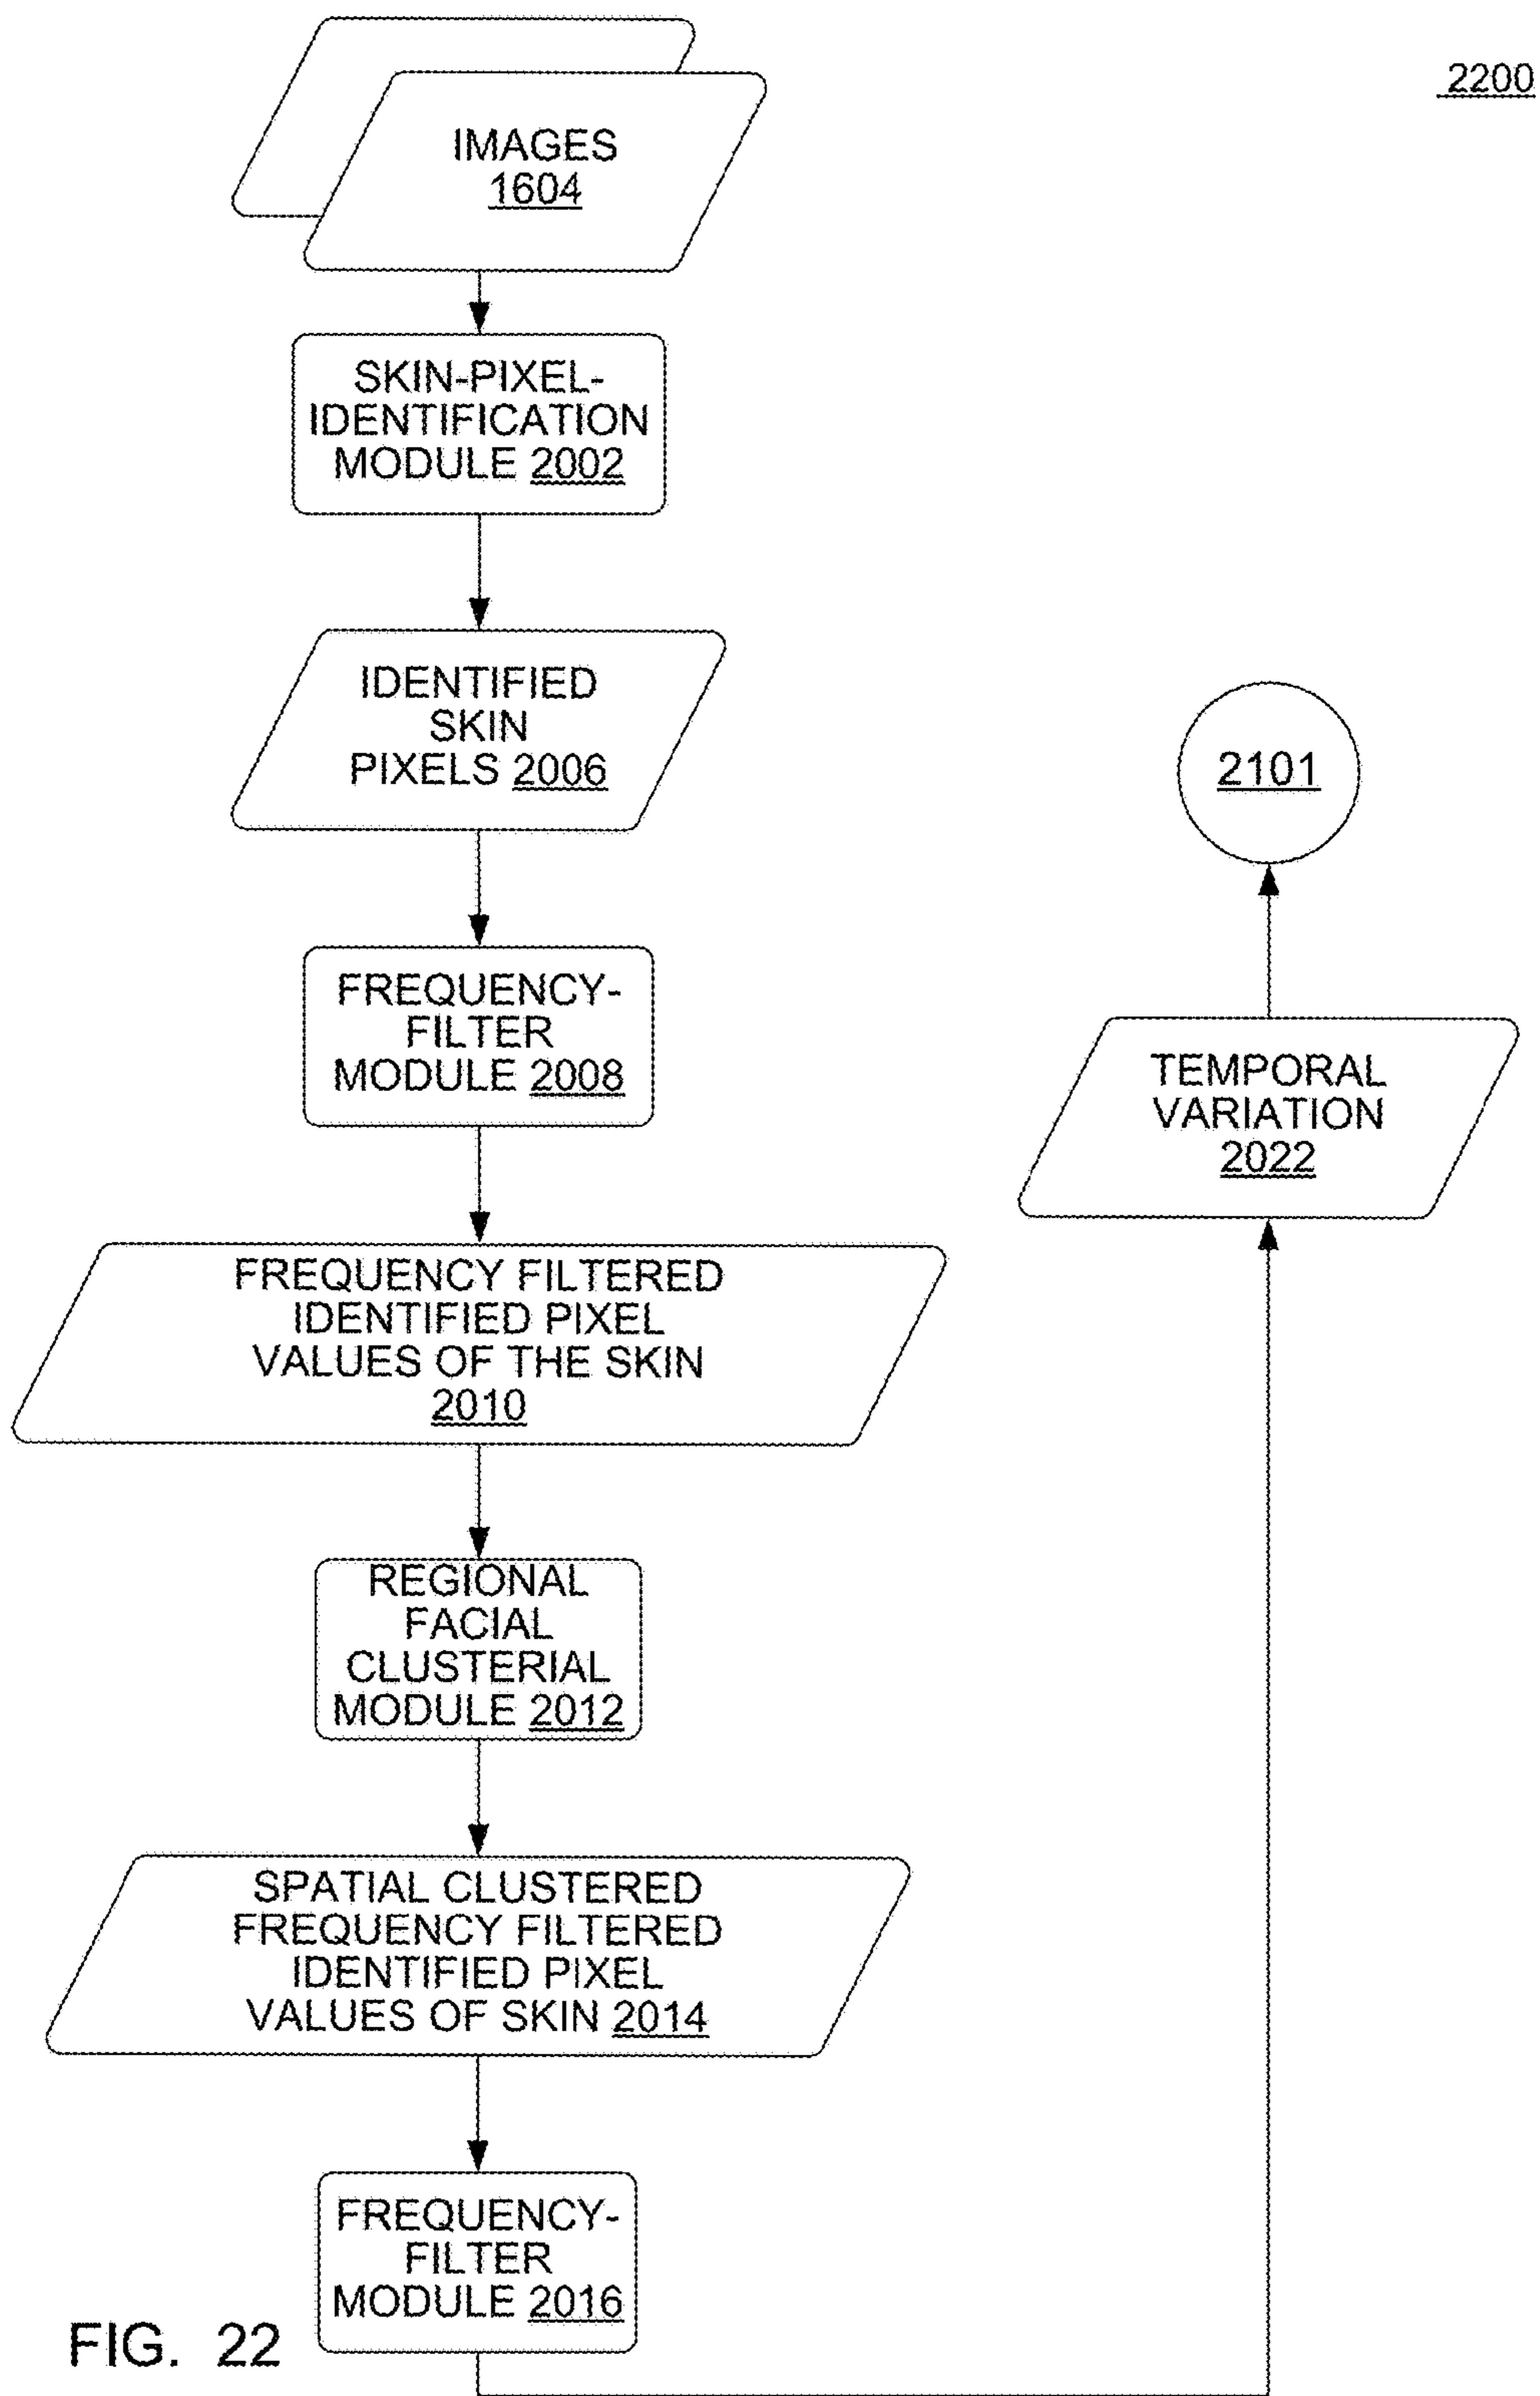 2200
IMAGES
1604
SKIN-PIXEL-
IDENTIFICATION
MODULE 2002
IDENTIFIED
SKIN
PIXELS 2006
FREQUENCY-
FILTER
MODULE 2008
FREQUENCY FILTERED
IDENTIFIED PIXEL
VALUES OF THE SKIN
2010
REGIONAL
FACIAL
CLUSTERIAL
MODULE 2012
SPATIAL CLUSTERED
FREQUENCY FILTERED
IDENTIFIED PIXEL
VALUES OF SKIN 2014
FREQUENCY-
FILTER
MODULE 2016
TEMPORAL
VARIATION
2022
2101
FIG. 22